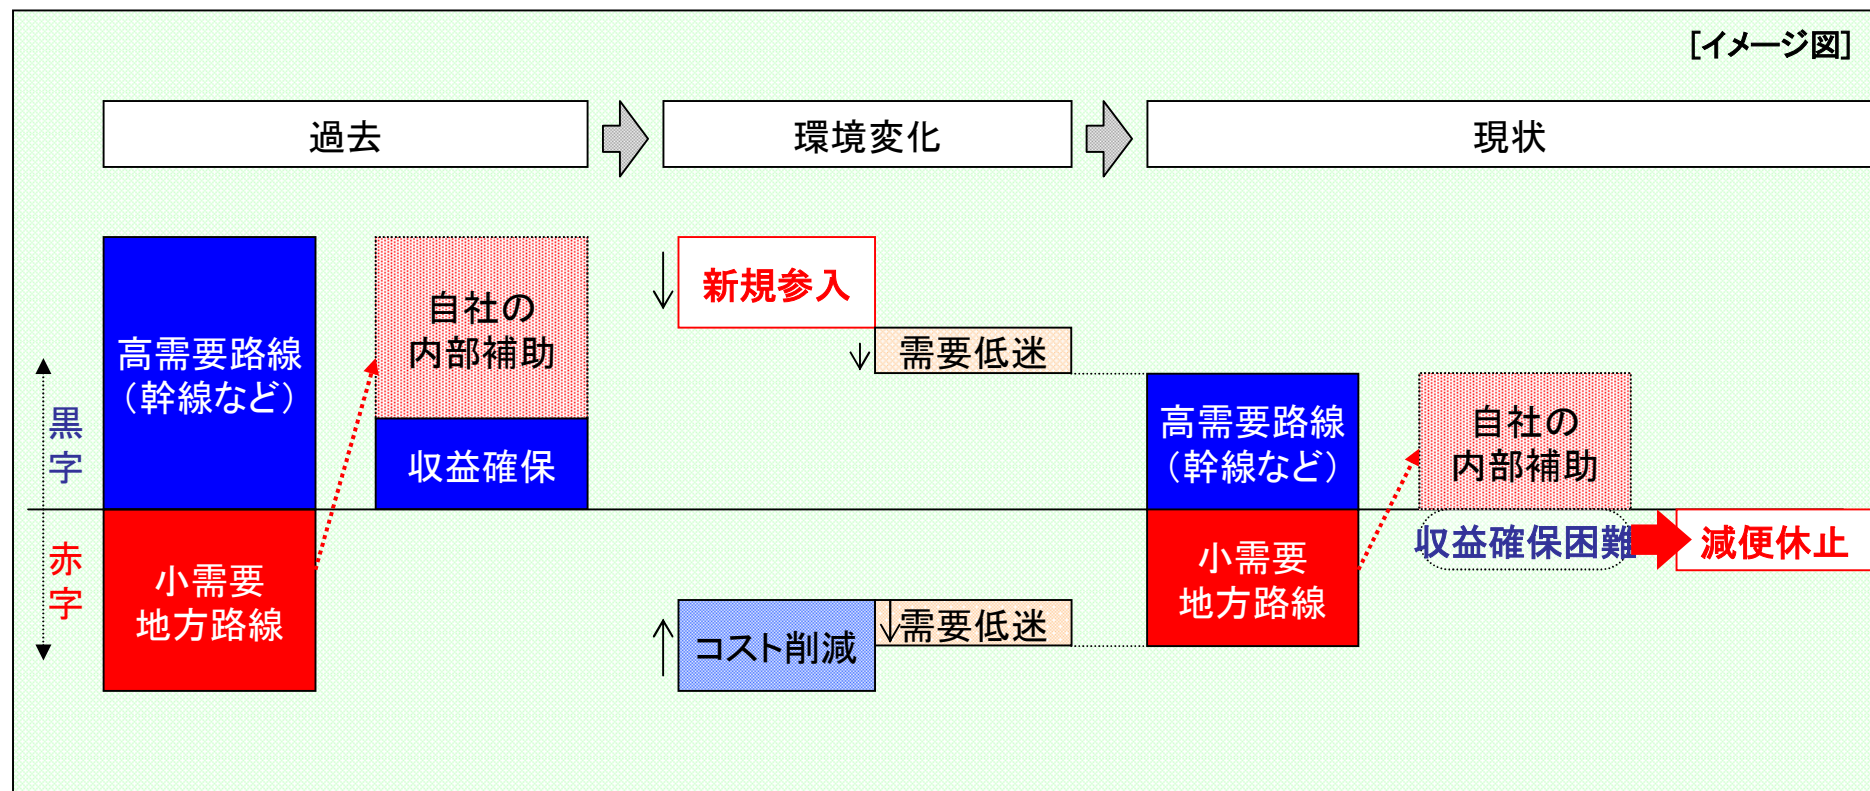 [イメージ図]
過去
環境変化
現状
黒字
赤字
高需要路線
（幹線など）
小需要
地方路線
自社の
内部補助
収益確保
新規参入
需要低迷
コスト削減
需要低迷
高需要路線
（幹線など）
小需要
地方路線
自社の
内部補助
収益確保困難
減便休止